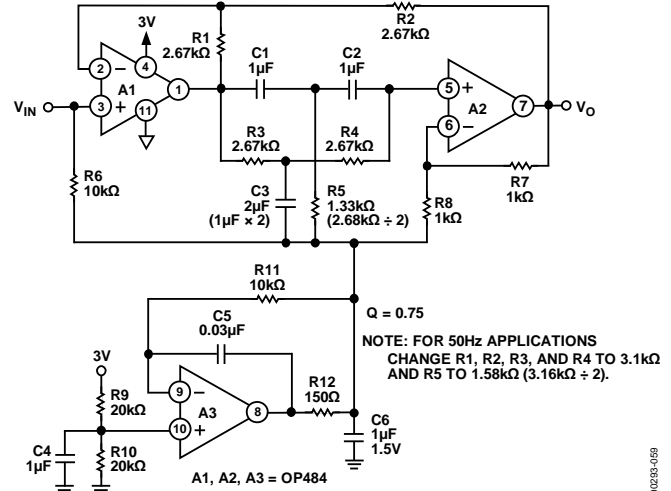 R2
2.67kΩ
3V
R1
2.67kΩ
C1
1µF
C2
1µF
2
−
4
A1
1
3
+
11
VIN
5
+
A2
7
VO
6
−
R3
2.67kΩ
R4
2.67kΩ
R6
10kΩ
C3
2µF
(1µF × 2)
R5
1.33kΩ
(2.68kΩ ÷ 2)
R8
1kΩ
R7
1kΩ
R11
10kΩ
C5
0.03µF
Q = 0.75
NOTE: FOR 50Hz APPLICATIONS
CHANGE R1, R2, R3, AND R4 TO 3.1kΩ
AND R5 TO 1.58kΩ (3.16kΩ ÷ 2).
3V
R9
20kΩ
9
−
A3
8
10
+
R12
150Ω
C4
1µF
R10
20kΩ
C6
1µF
1.5V
A1, A2, A3 = OP484